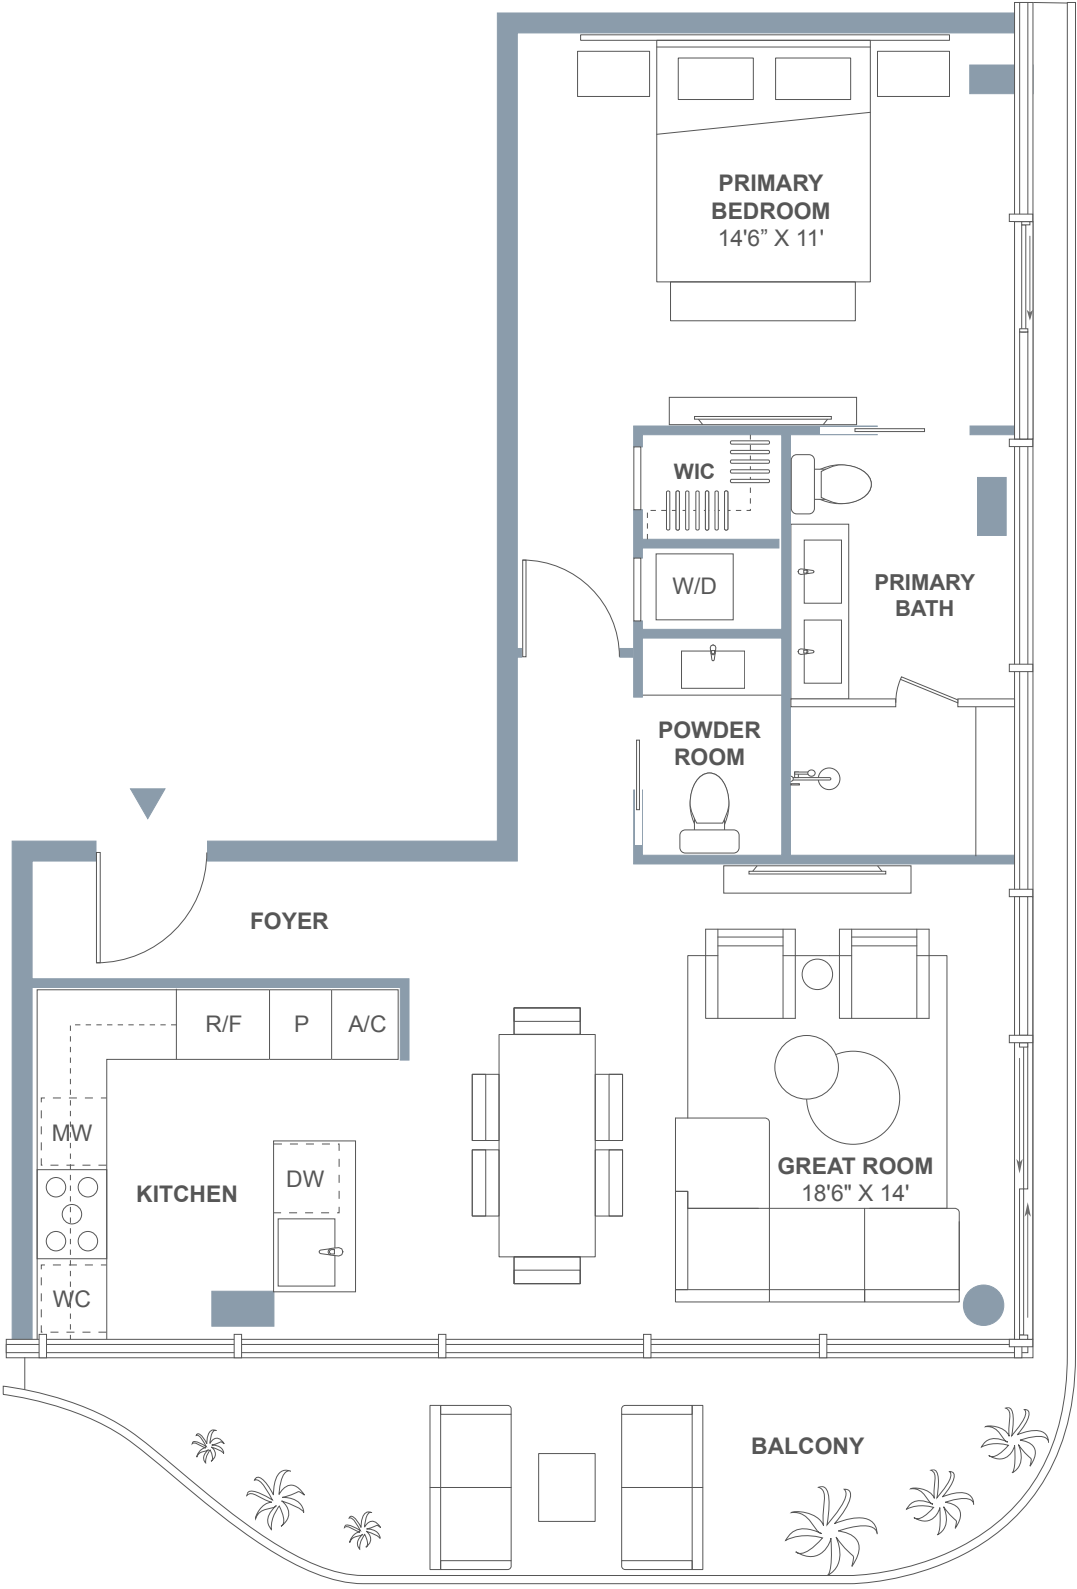 PRIMARY
BEDROOM
14'6” X 11'
WIC
W/D
PRIMARY
BATH
POWDER
ROOM
FOYER
R/F
P
A/C
MW
KITCHEN
DW
WC
GREAT ROOM
18'6" X 14'
BALCONY